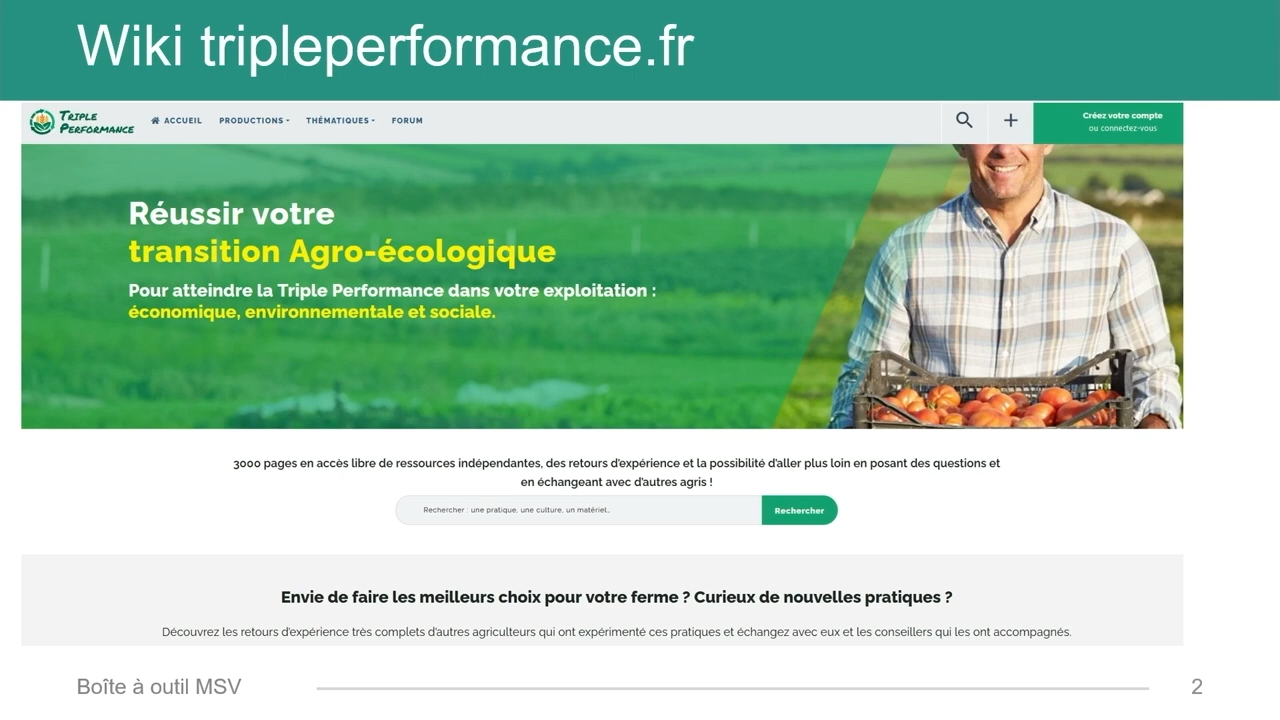 Wiki tripleperformance.fr
Triple
Performance
ACCUEIL
PRODUCTIONS
THÉMATIQUES
FORUM
Créez votre compte
ou connectez-vous
Réussir votre
transition Agro-écologique
Pour atteindre la Triple Performance dans votre exploitation :
économique, environnementale et sociale.
3000 pages en accès libre de ressources indépendantes, des retours d'expérience et la possibilité d'aller plus loin en posant des questions et
en échangeant avec d'autres agris !
Rechercher : une pratique, une culture, un matériel..
Rechercher
Envie de faire les meilleurs choix pour votre ferme ? Curieux de nouvelles pratiques ?
Découvrez les retours d'expérience très complets d'autres agriculteurs qui ont expérimenté ces pratiques et échangez avec eux et les conseillers qui les ont accompagnés.
Boîte à outil MSV
2